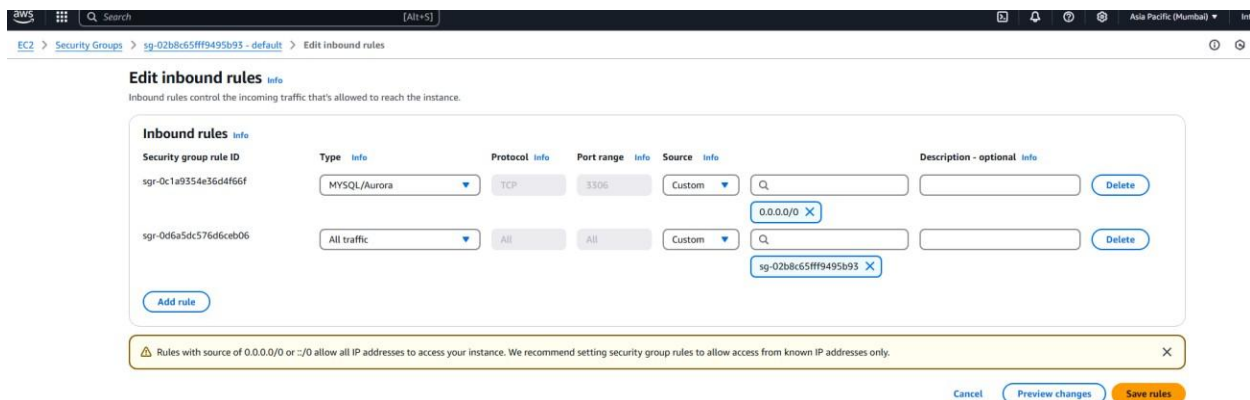 aws Search [Alt+S] Asia Pacific (Mumbai)
EC2 > Security Groups > sg-02b8c65fff9495b93 - default > Edit inbound rules
Edit inbound rules Info
Inbound rules control the incoming traffic that's allowed to reach the instance.
Inbound rules Info
Security group rule ID Type Info Protocol Info Port range Info Source Info Description - optional Info
sgr-0c1a9354e36d4f66f MYSQL/Aurora TCP 3306 Custom Delete
0.0.0.0/0
sgr-0d6a5dc576d6ceb06 All traffic All All Custom Delete
sg-02b8c65fff9495b93
Add rule
Rules with source of 0.0.0.0/0 or ::/0 allow all IP addresses to access your instance. We recommend setting security group rules to allow access from known IP addresses only.
Cancel Preview changes Save rules